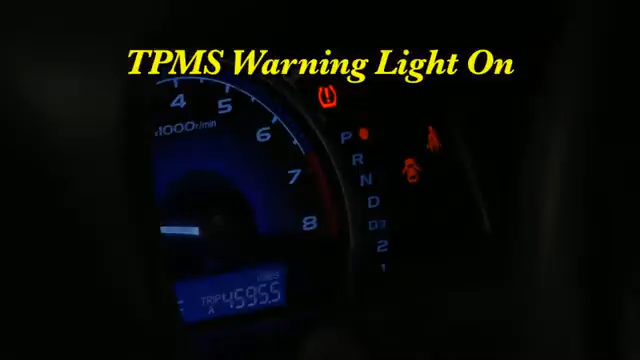 TPMS Warning Light On
4
5
6
7
8
x1000r/min
P
R
N
D
D3
2
1
TRIP
A
4595.5